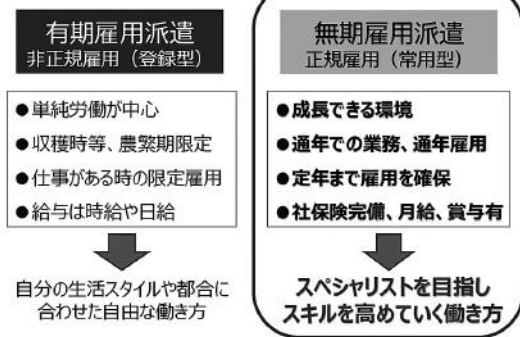 有期雇用派遣
非正規雇用（登録型）
●単純労働が中心
●収穫時等、農繁期限定
●仕事がある時の限定雇用
●給与は時給や日給
自分の生活スタイルや都合に
合わせた自由な働き方
無期雇用派遣
正規雇用（常用型）
●成長できる環境
●通年での業務、通年雇用
●定年まで雇用を確保
●社保険完備、月給、賞与有
スペシャリストを目指し
スキルを高めていく働き方